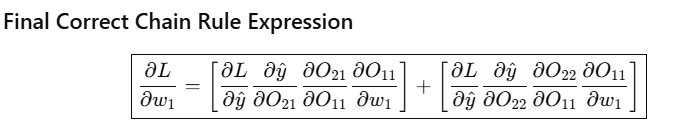 Final Correct Chain Rule Expression
∂L/∂w₁ = [∂L/∂ŷ ∂ŷ/∂O₂₁ ∂O₂₁/∂O₁₁ ∂O₁₁/∂w₁] + [∂L/∂ŷ ∂ŷ/∂O₂₂ ∂O₂₂/∂O₁₁ ∂O₁₁/∂w₁]